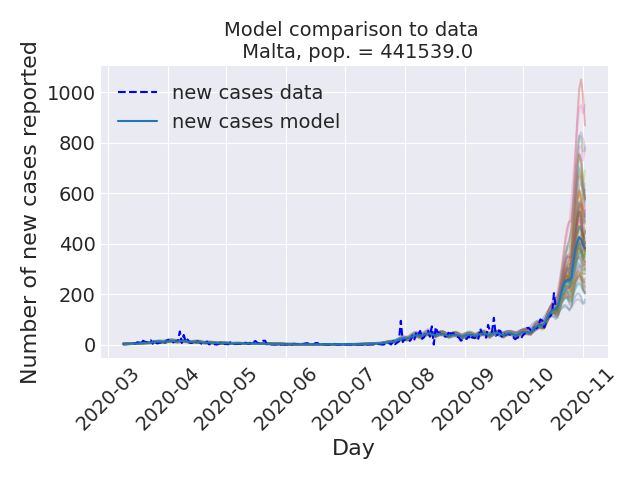 Model comparison to data
Malta, pop. = 441539.0
Number of new cases reported
1000
800
600
400
200
0
new cases data
new cases model
2020-03
2020-04
2020-05
2020-06
2020-07
2020-08
2020-09
2020-10
2020-11
Day